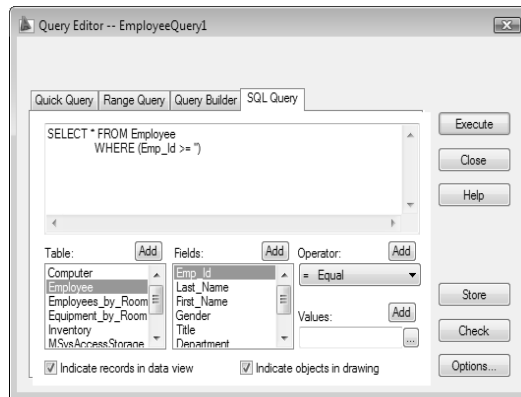 Query Editor -- EmployeeQuery1
Quick Query Range Query Query Builder SQL Query
SELECT * FROM Employee
WHERE (Emp_Id >= '')
Execute
Close
Help
Table: Add Fields: Add Operator: Add
Computer
Employee
Employees_by_Room
Equipment_by_Room
Inventory
MSysAccessStorage
Emp_Id
Last_Name
First_Name
Gender
Title
Department
= Equal
Values: Add
...
Store
Check
Options...
Indicate records in data view Indicate objects in drawing